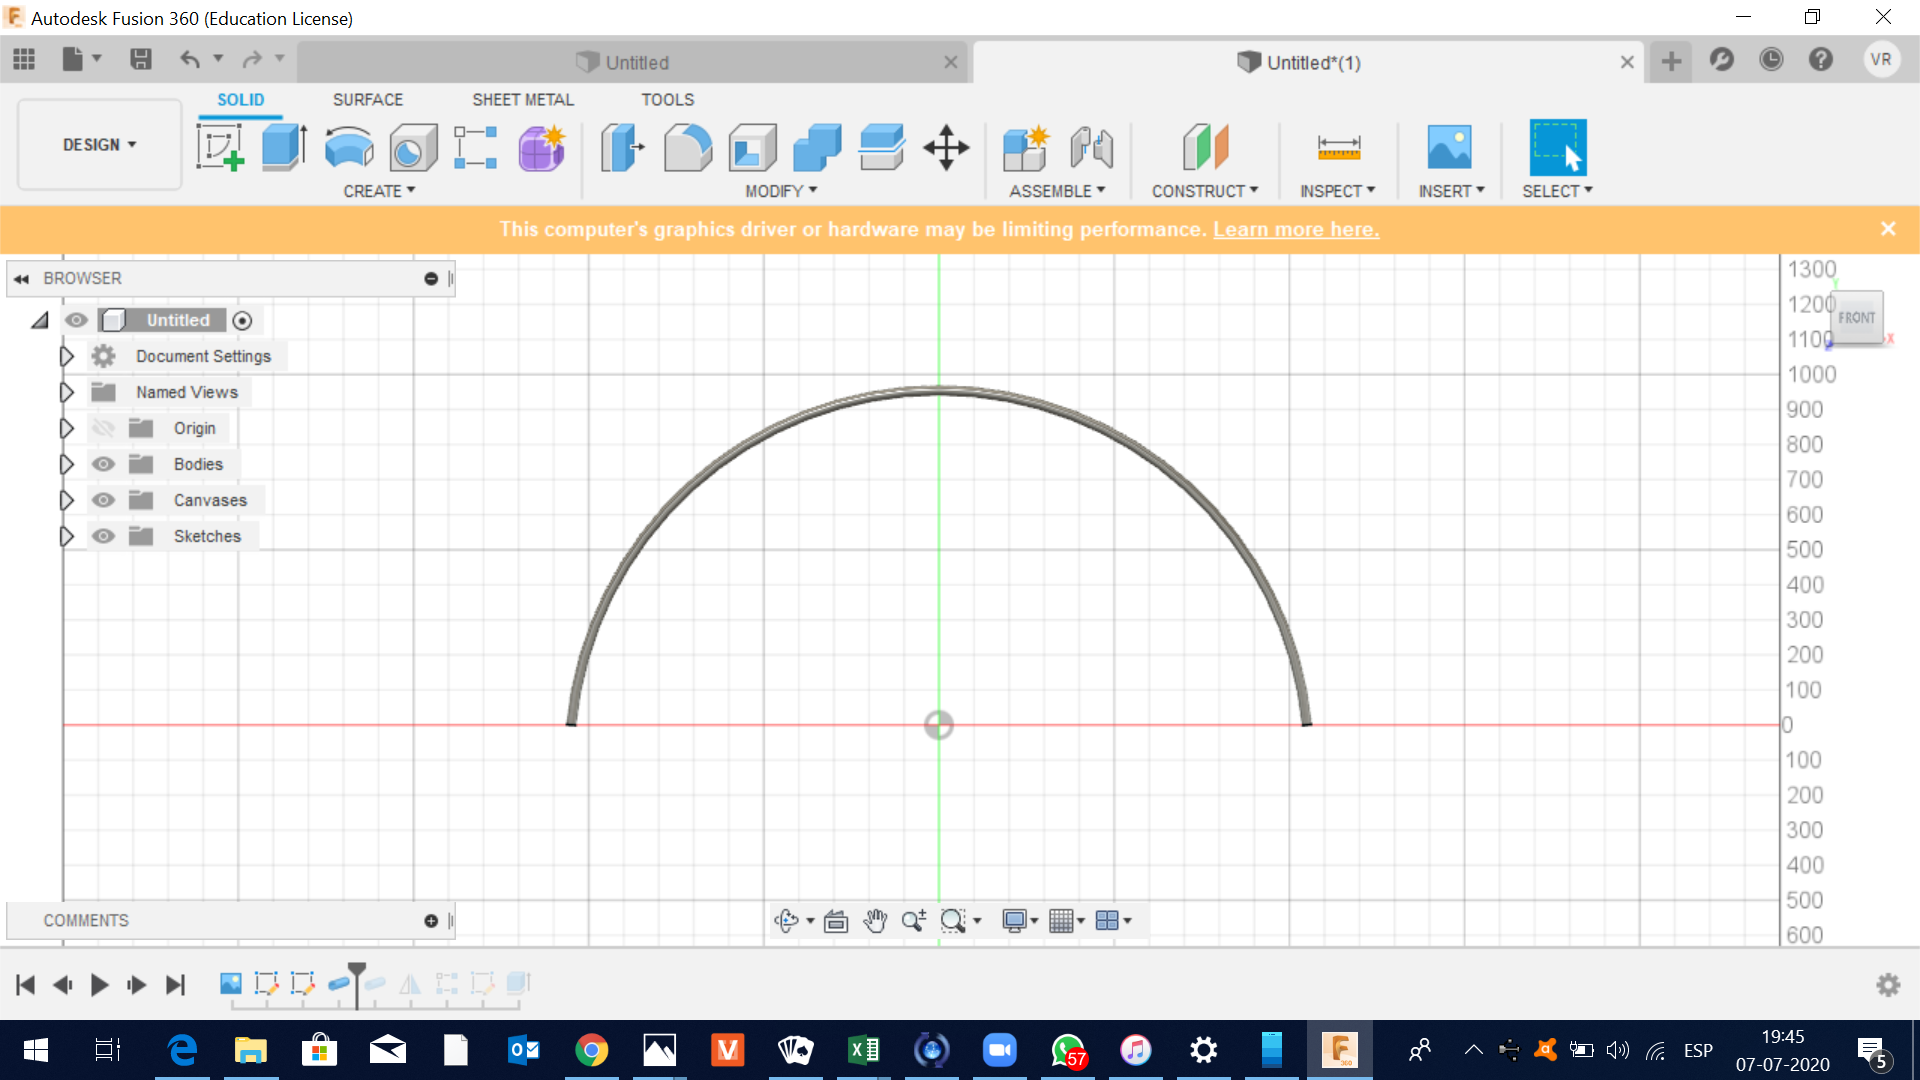 Autodesk Fusion 360 (Education License)
Untitled
Untitled*(1)
VR
DESIGN
SOLID
SURFACE
SHEET METAL
TOOLS
CREATE
MODIFY
ASSEMBLE
CONSTRUCT
INSPECT
INSERT
SELECT
This computer's graphics driver or hardware may be limiting performance. Learn more here.
BROWSER
Untitled
Document Settings
Named Views
Origin
Bodies
Canvases
Sketches
1300
1200
1100
1000
900
800
700
600
500
400
300
200
100
0
100
200
300
400
500
600
Y
FRONT
X
COMMENTS
57
F
360
ESP
19:45
07-07-2020
5